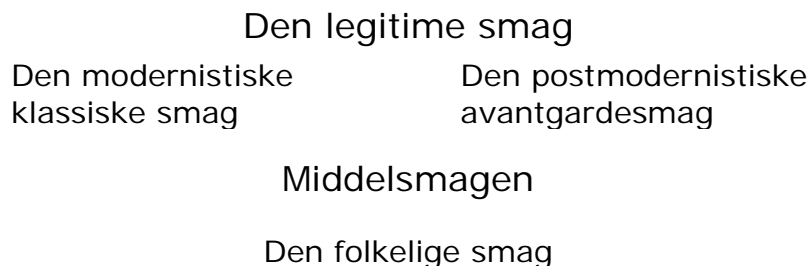 Den legitime smag
Den modernistiske
klassiske smag
Den postmodernistiske
avantgardesmag
Middelsmagen
Den folkelige smag